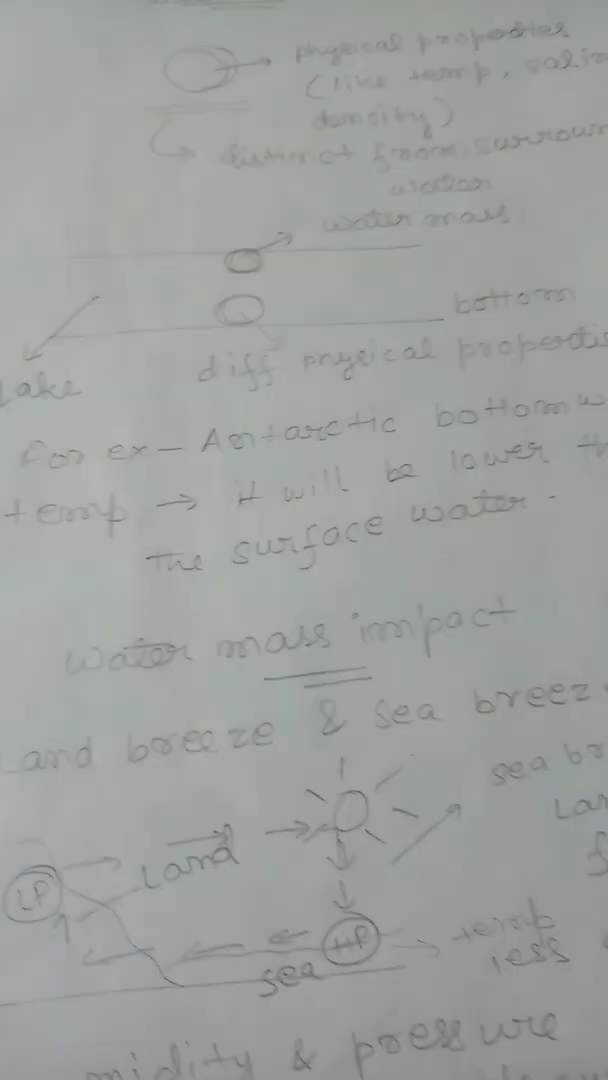 physical properties
(like temp, salin
density)
distinct from surroun
water
water mass
bottom
Lake diff physical properties
For ex- Antarctic bottom w
temp → it will be lower th
the surface water.
water mass impact
Land breeze & sea breez
sea br
Land → Lan
LP f
HP → temp
sea less
midity & pressure